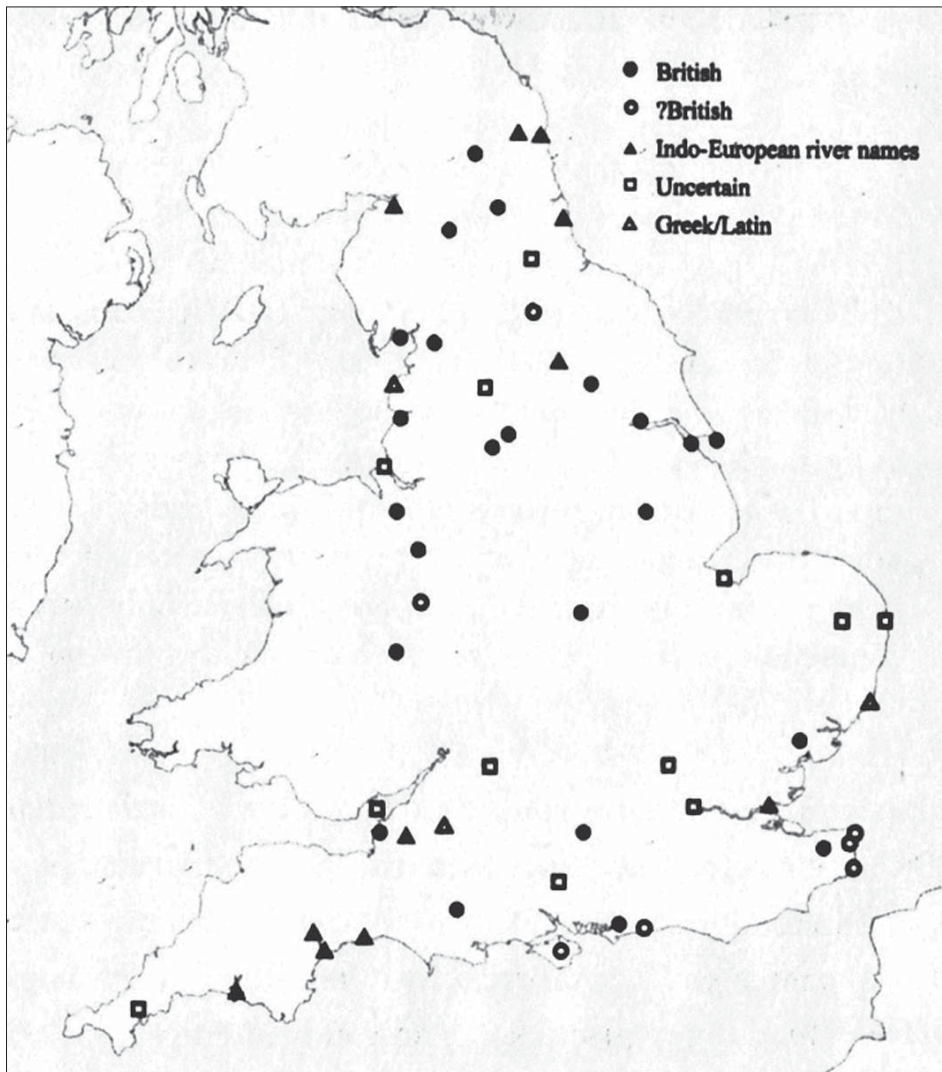 British
?British
Indo-European river names
Uncertain
Greek/Latin